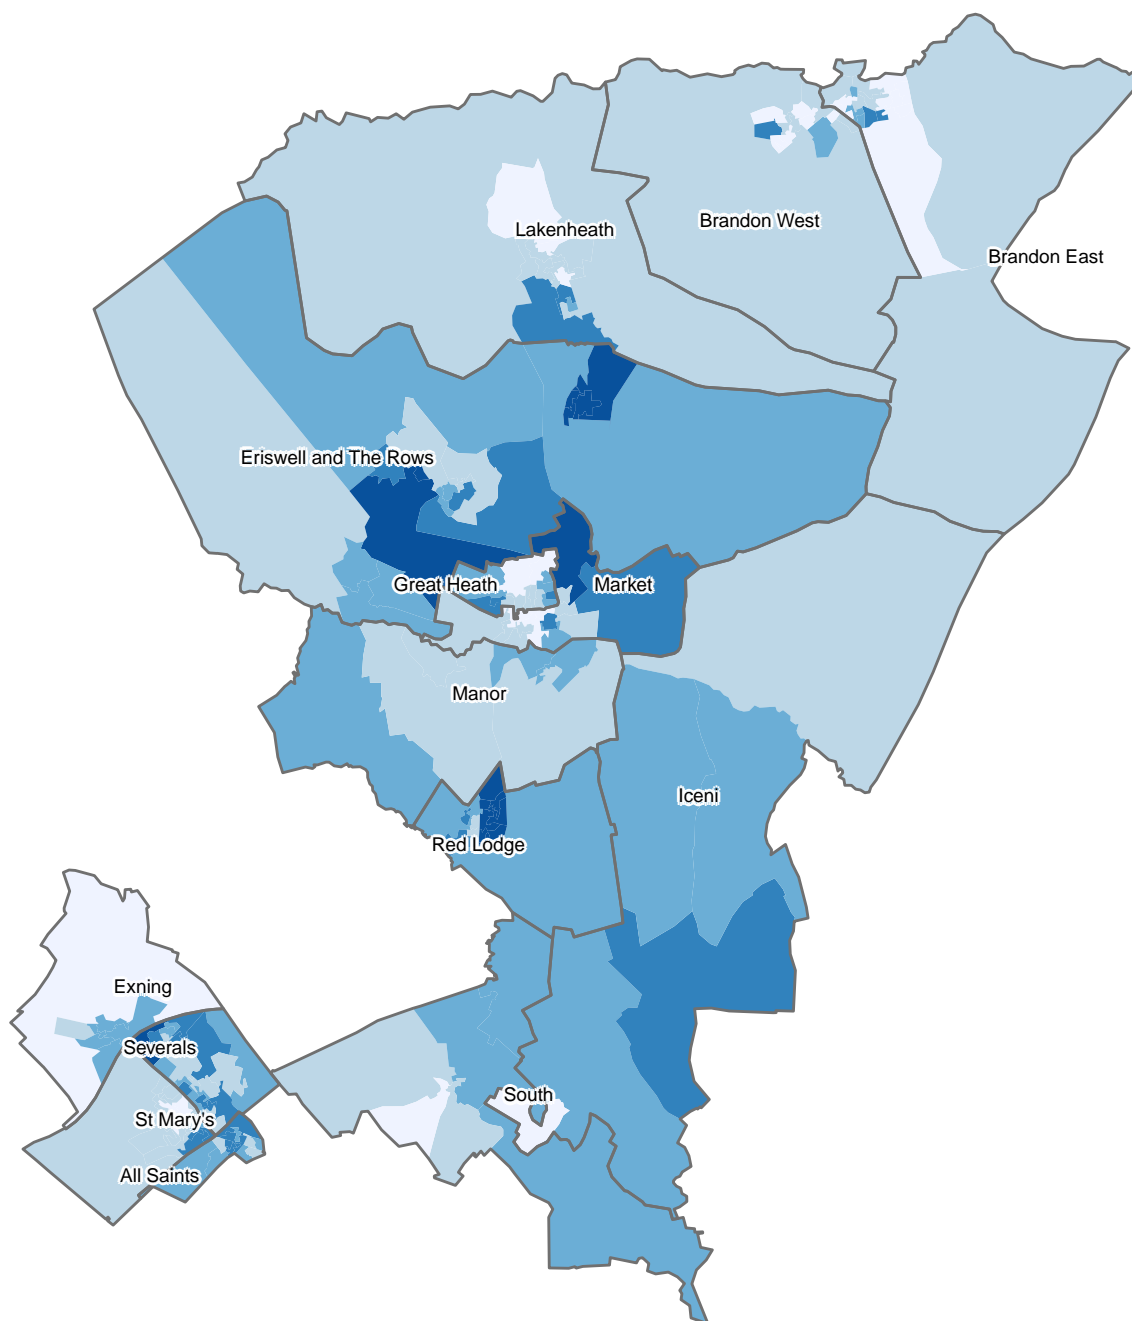 Lakenheath
Brandon West
Brandon East
Eriswell and The Rows
Great Heath
Market
Manor
Iceni
Red Lodge
Exning
Severals
South
St Mary's
All Saints